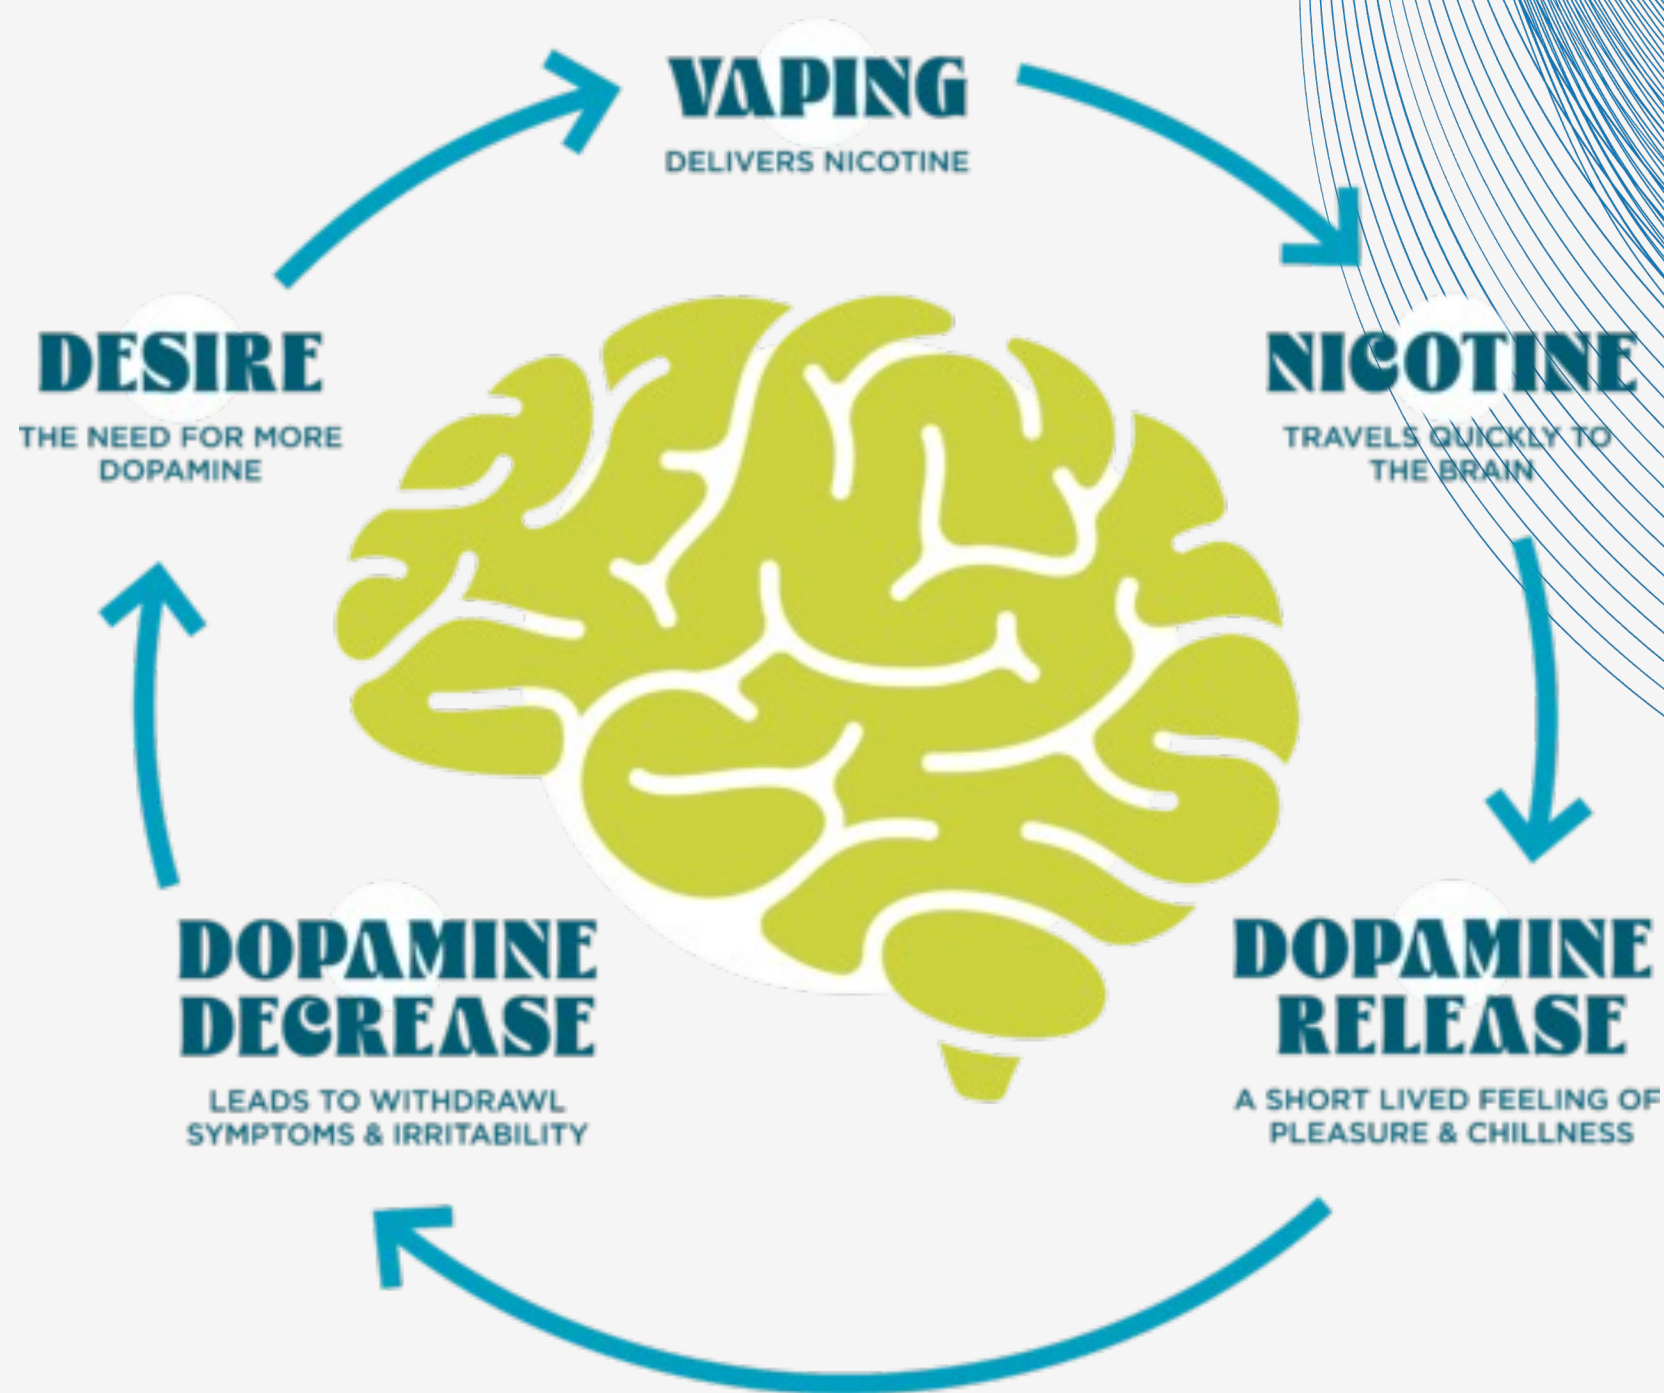 VAPING
DELIVERS NICOTINE
NICOTINE
TRAVELS QUICKLY TO
THE BRAIN
DOPAMINE
RELEASE
A SHORT LIVED FEELING OF
PLEASURE & CHILLNESS
DOPAMINE
DECREASE
LEADS TO WITHDRAWL
SYMPTOMS & IRRITABILITY
DESIRE
THE NEED FOR MORE
DOPAMINE